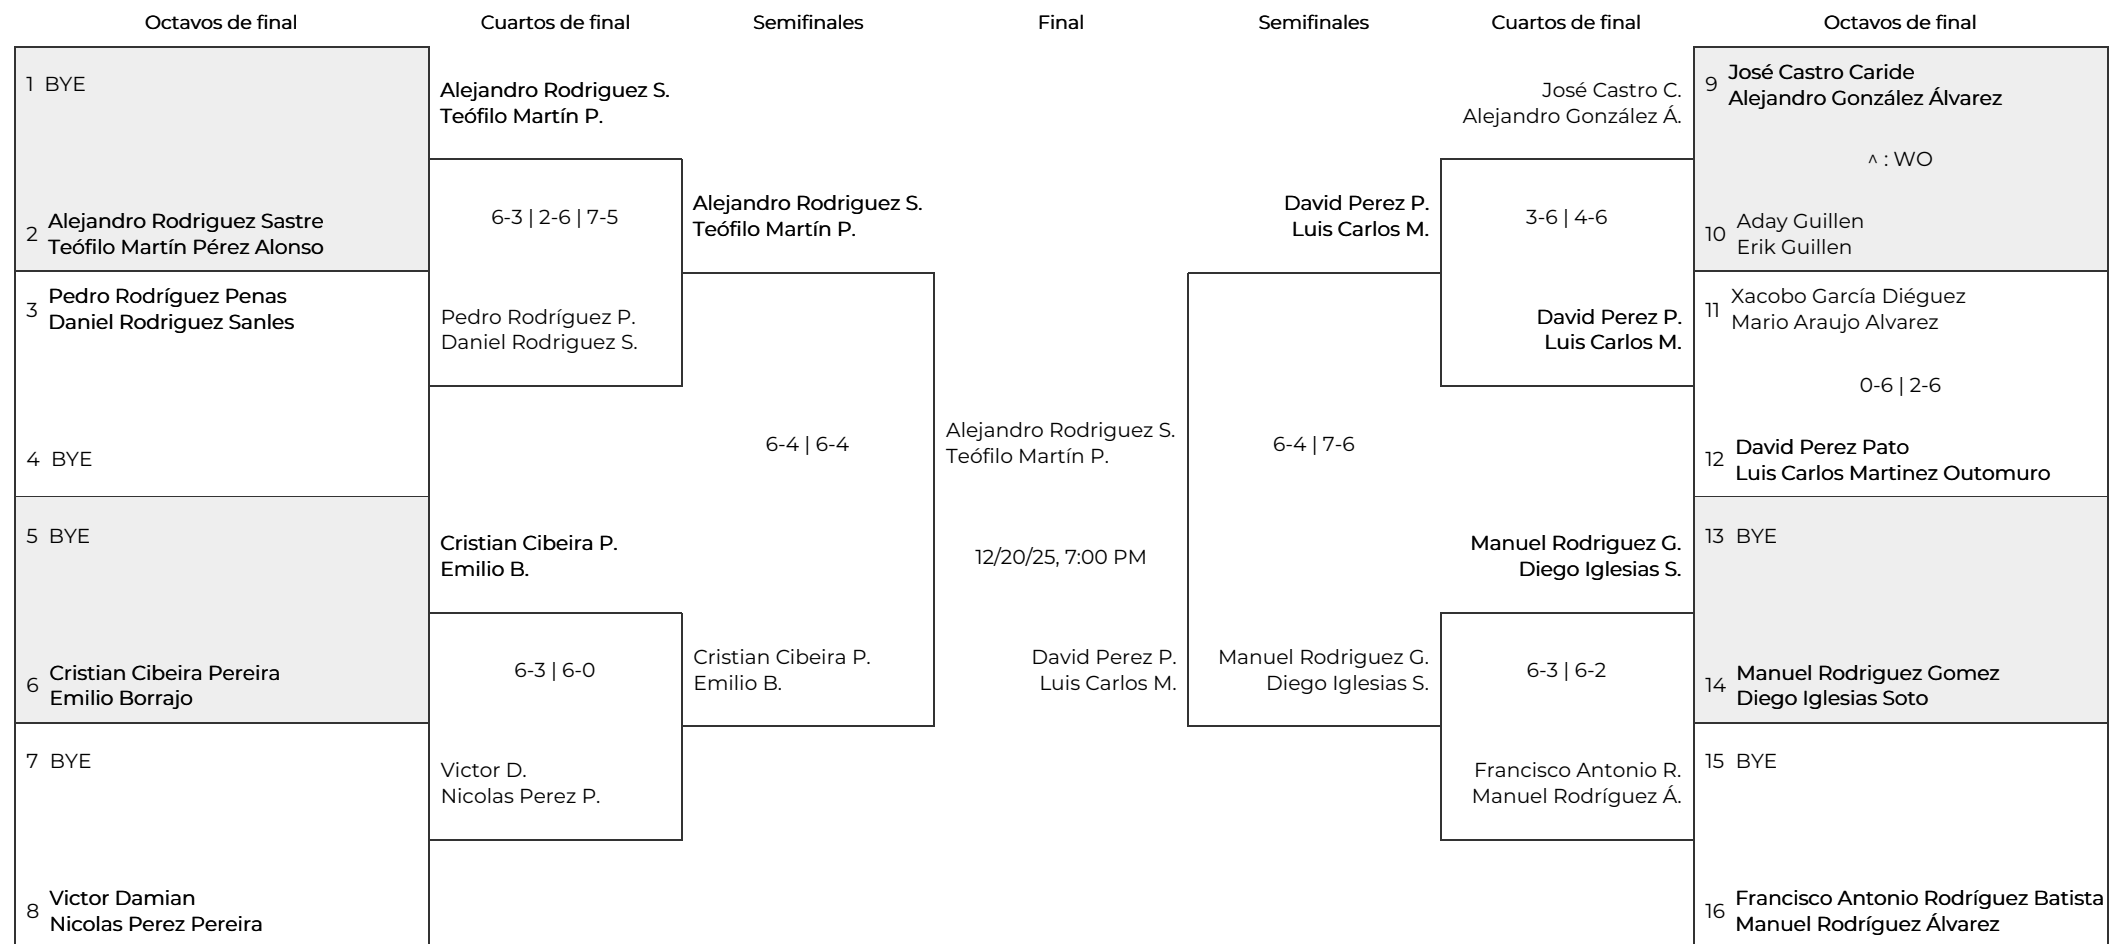 Octavos de final
Cuartos de final
Semifinales
Final
Semifinales
Cuartos de final
Octavos de final
1 BYE
2 Alejandro Rodriguez Sastre
Teófilo Martín Pérez Alonso
3 Pedro Rodríguez Penas
Daniel Rodriguez Sanles
4 BYE
5 BYE
6 Cristian Cibeira Pereira
Emilio Borrajo
7 BYE
8 Victor Damian
Nicolas Perez Pereira
Alejandro Rodriguez S.
Teófilo Martín P.
6-3 | 2-6 | 7-5
Pedro Rodríguez P.
Daniel Rodriguez S.
Cristian Cibeira P.
Emilio B.
6-3 | 6-0
Victor D.
Nicolas Perez P.
Alejandro Rodriguez S.
Teófilo Martín P.
6-4 | 6-4
Cristian Cibeira P.
Emilio B.
Alejandro Rodriguez S.
Teófilo Martín P.
12/20/25, 7:00 PM
David Perez P.
Luis Carlos M.
David Perez P.
Luis Carlos M.
6-4 | 7-6
Manuel Rodriguez G.
Diego Iglesias S.
José Castro C.
Alejandro González Á.
3-6 | 4-6
David Perez P.
Luis Carlos M.
Manuel Rodriguez G.
Diego Iglesias S.
6-3 | 6-2
Francisco Antonio R.
Manuel Rodríguez Á.
9 José Castro Caride
Alejandro González Álvarez
^ : WO
10 Aday Guillen
Erik Guillen
11 Xacobo García Diéguez
Mario Araujo Alvarez
0-6 | 2-6
12 David Perez Pato
Luis Carlos Martinez Outomuro
13 BYE
14 Manuel Rodriguez Gomez
Diego Iglesias Soto
15 BYE
16 Francisco Antonio Rodríguez Batista
Manuel Rodríguez Álvarez